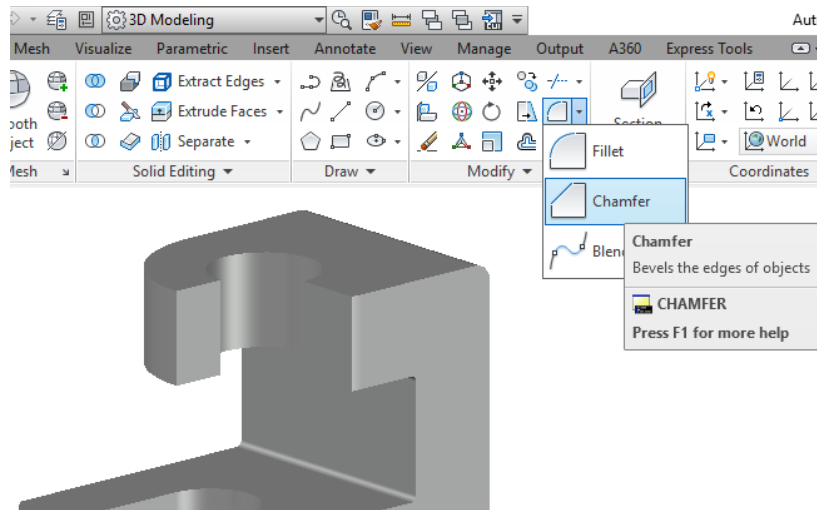 3D Modeling
Aut
Mesh Visualize Parametric Insert Annotate View Manage Output A360 Express Tools
Extract Edges
Extrude Faces
ooth
Section
ject
Separate
World
Mesh Solid Editing Draw Modify Coordinates
Fillet
Chamfer
Blen
Chamfer
Bevels the edges of objects
CHAMFER
Press F1 for more help